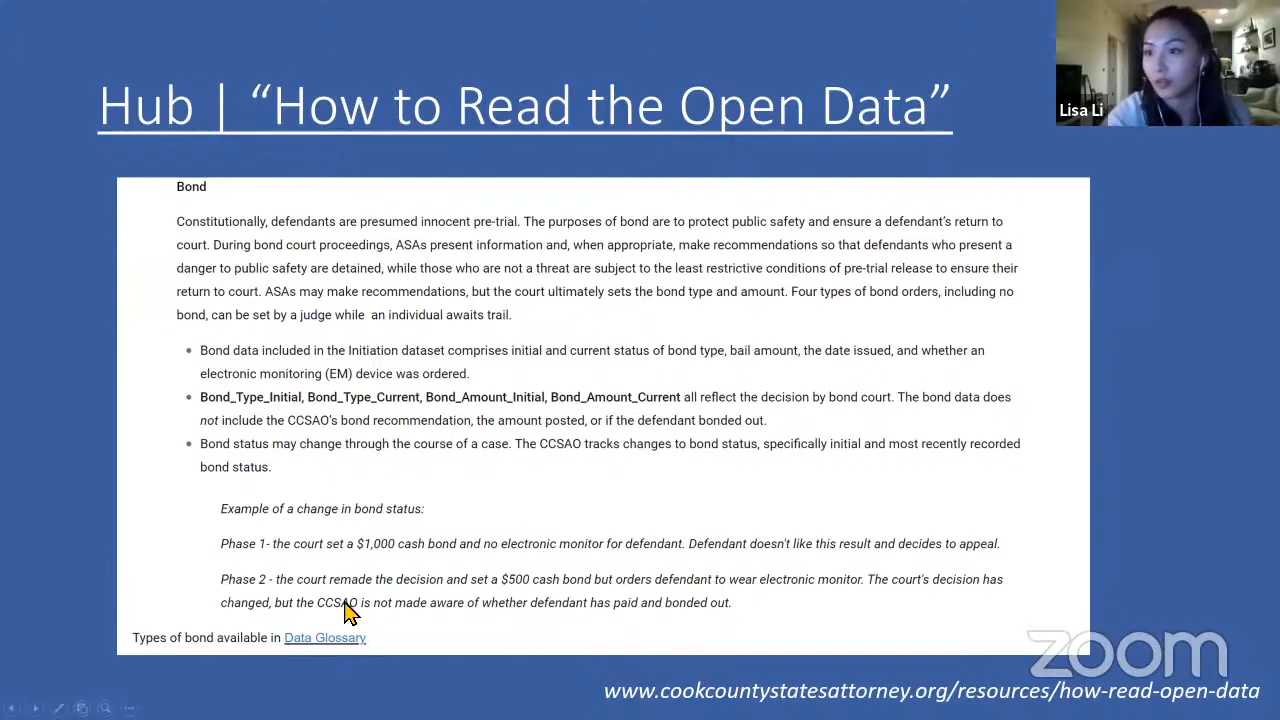 Hub | “How to Read the Open Data”
Lisa Li
Bond
Constitutionally, defendants are presumed innocent pre-trial. The purposes of bond are to protect public safety and ensure a defendant’s return to
court. During bond court proceedings, ASAs present information and, when appropriate, make recommendations so that defendants who present a
danger to public safety are detained, while those who are not a threat are subject to the least restrictive conditions of pre-trial release to ensure their
return to court. ASAs may make recommendations, but the court ultimately sets the bond type and amount. Four types of bond orders, including no
bond, can be set by a judge while an individual awaits trail.
• Bond data included in the Initiation dataset comprises initial and current status of bond type, bail amount, the date issued, and whether an
electronic monitoring (EM) device was ordered.
• Bond_Type_Initial, Bond_Type_Current, Bond_Amount_Initial, Bond_Amount_Current all reflect the decision by bond court. The bond data does
not include the CCSAO’s bond recommendation, the amount posted, or if the defendant bonded out.
• Bond status may change through the course of a case. The CCSAO tracks changes to bond status, specifically initial and most recently recorded
bond status.
Example of a change in bond status:
Phase 1- the court set a $1,000 cash bond and no electronic monitor for defendant. Defendant doesn't like this result and decides to appeal.
Phase 2 - the court remade the decision and set a $500 cash bond but orders defendant to wear electronic monitor. The court's decision has
changed, but the CCSAO is not made aware of whether defendant has paid and bonded out.
Types of bond available in Data Glossary
zoom
www.cookcountystatesattorney.org/resources/how-read-open-data